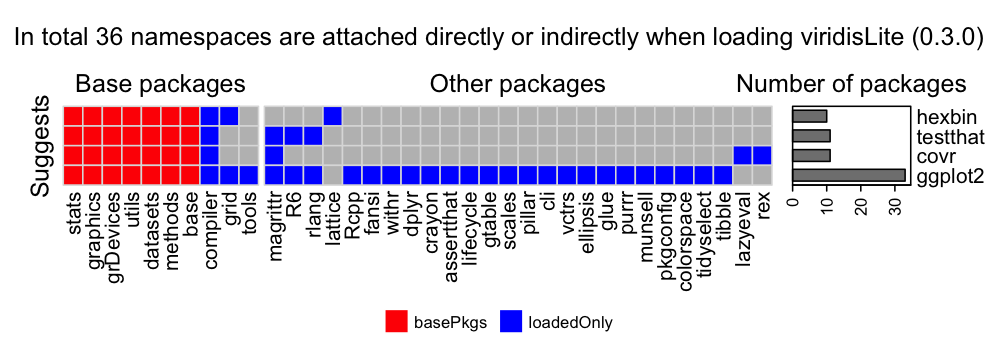 In total 36 namespaces are attached directly or indirectly when loading viridisLite (0.3.0)
Base packages
Other packages
Number of packages
Suggests
hexbin
testthat
covr
ggplot2
0
10
20
30
stats
graphics
grDevices
utils
datasets
methods
base
compiler
grid
tools
magrittr
R6
rlang
lattice
Rcpp
fansi
withr
dplyr
crayon
assertthat
lifecycle
gtable
scales
pillar
cli
vctrs
ellipsis
glue
purrr
munsell
pkgconfig
colorspace
tidyselect
tibble
lazyeval
rex
basePkgs
loadedOnly